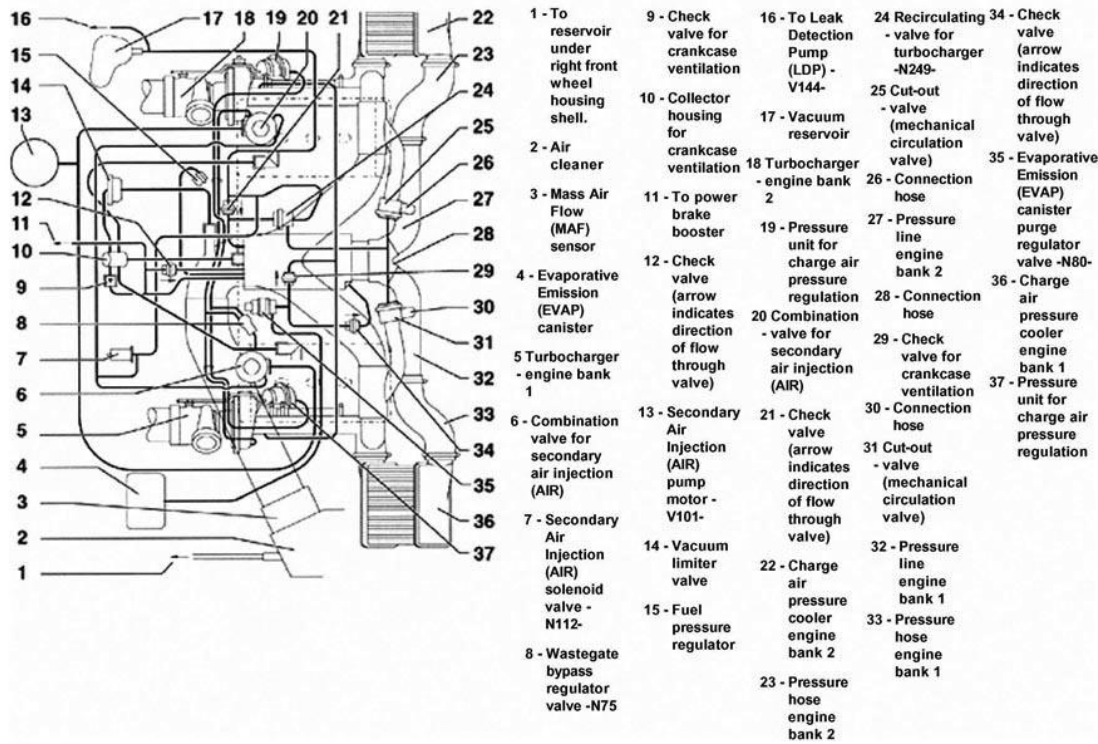 16
17
18
19
20
21
22
23
24
25
26
27
28
29
30
31
32
33
34
35
36
37
15
14
13
12
11
10
9
8
7
6
5
4
3
2
1
1 - To
reservoir
under
right front
wheel
housing
shell.
2 - Air
cleaner
3 - Mass Air
Flow
(MAF)
sensor
4 - Evaporative
Emission
(EVAP)
canister
5 Turbocharger
- engine bank
1
6 - Combination
valve for
secondary
air injection
(AIR)
7 - Secondary
Air
Injection
(AIR)
solenoid
valve -
N112-
8 - Wastegate
bypass
regulator
valve -N75
9 - Check
valve for
crankcase
ventilation
10 - Collector
housing
for
crankcase
ventilation
11 - To power
brake
booster
12 - Check
valve
(arrow
indicates
direction
of flow
through
valve)
13 - Secondary
Air
Injection
(AIR)
pump
motor -
V101-
14 - Vacuum
limiter
valve
15 - Fuel
pressure
regulator
16 - To Leak
Detection
Pump
(LDP) -
V144-
17 - Vacuum
reservoir
18 Turbocharger
- engine bank
2
19 - Pressure
unit for
charge air
pressure
regulation
20 Combination
- valve for
secondary
air injection
(AIR)
21 - Check
valve
(arrow
indicates
direction
of flow
through
valve)
22 - Charge
air
pressure
cooler
engine
bank 2
23 - Pressure
hose
engine
bank 2
24 Recirculating
- valve for
turbocharger
-N249-
25 Cut-out
- valve
(mechanical
circulation
valve)
26 - Connection
hose
27 - Pressure
line
engine
bank 2
28 - Connection
hose
29 - Check
valve for
crankcase
ventilation
30 - Connection
hose
31 Cut-out
- valve
(mechanical
circulation
valve)
32 - Pressure
line
engine
bank 1
33 - Pressure
hose
engine
bank 1
34 - Check
valve
(arrow
indicates
direction
of flow
through
valve)
35 - Evaporative
Emission
(EVAP)
canister
purge
regulator
valve -N80-
36 - Charge
air
pressure
cooler
engine
bank 1
37 - Pressure
unit for
charge air
pressure
regulation